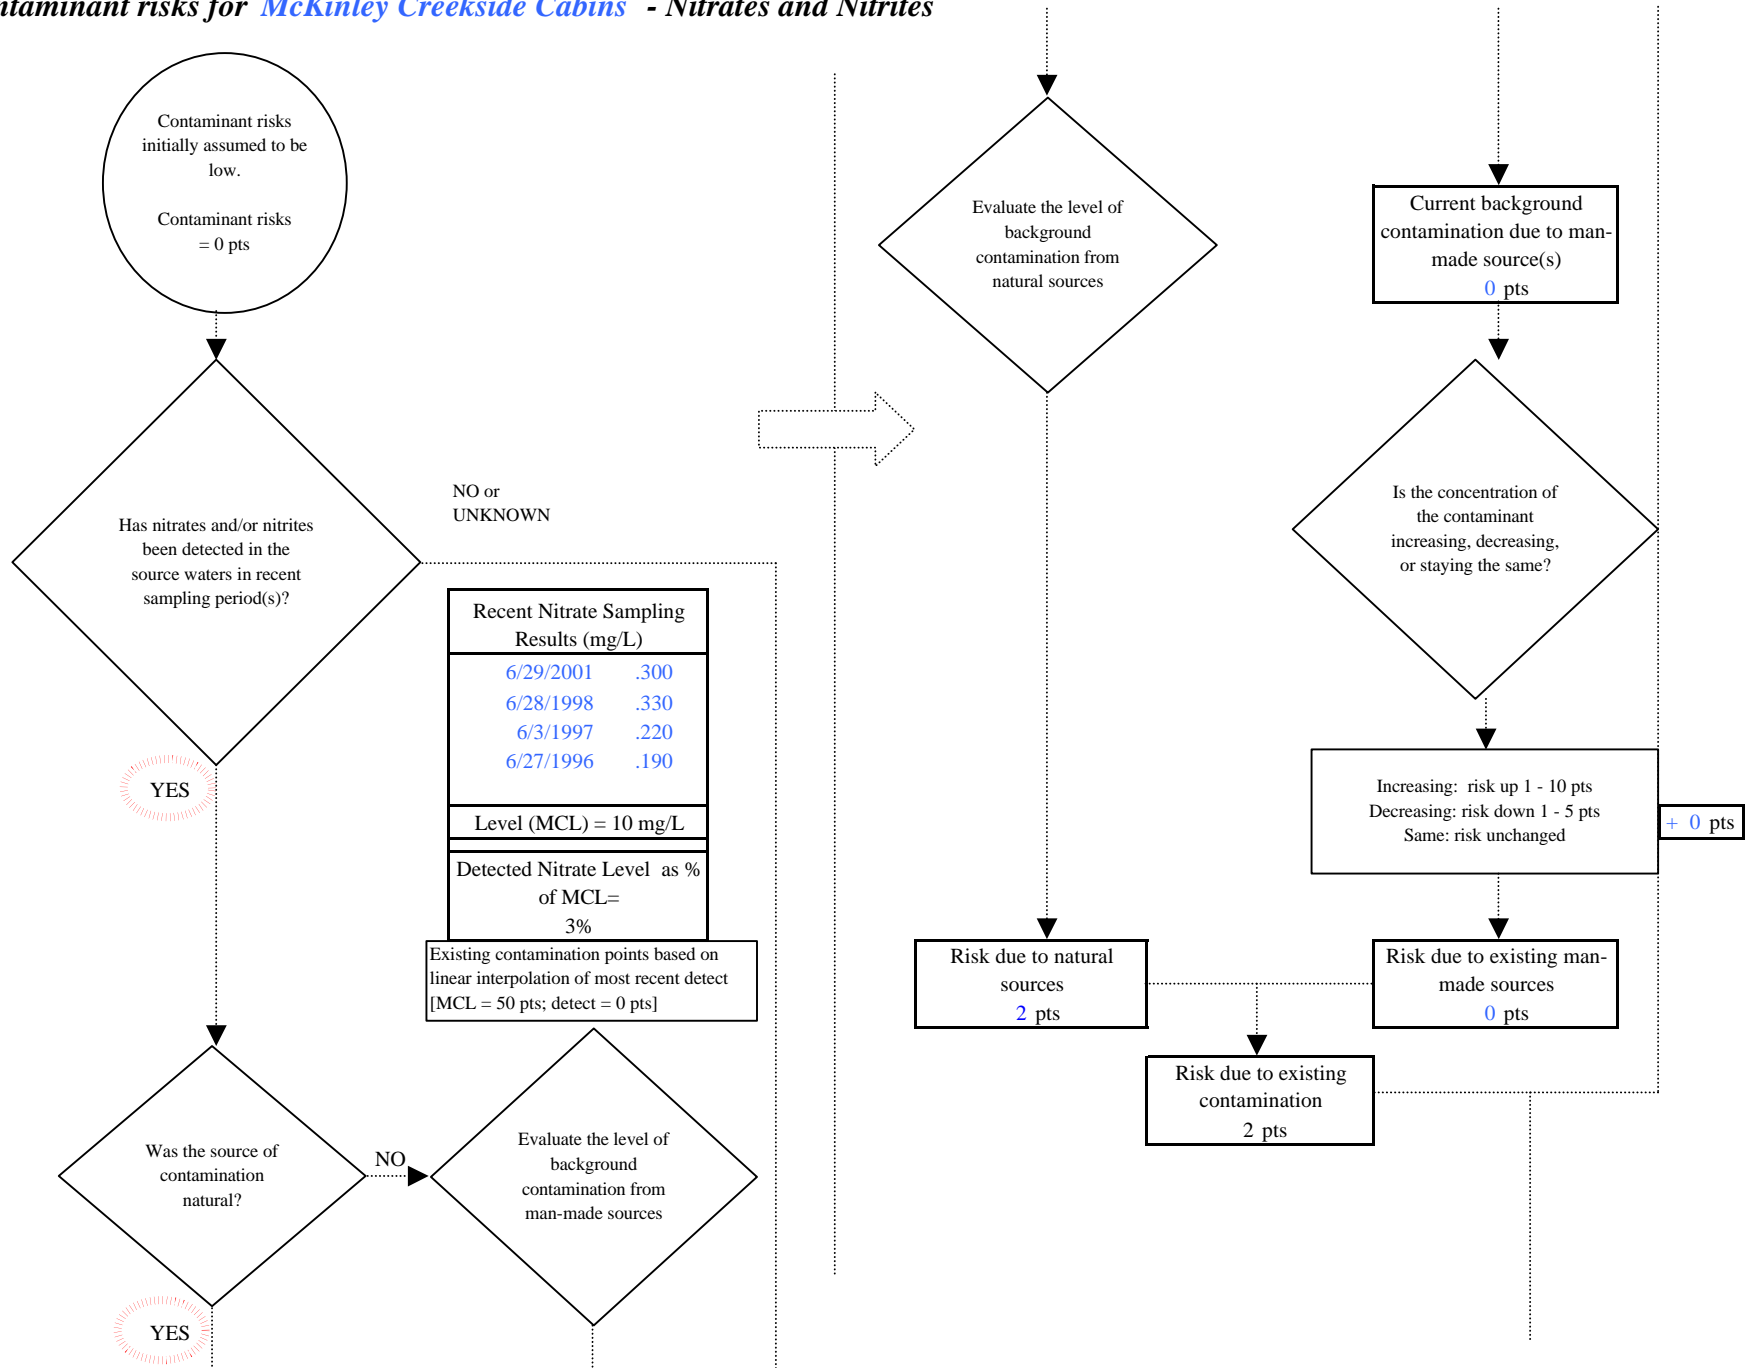 ntaminant risks for McKinley Creekside Cabins - Nitrates and Nitrites
Contaminant risks
initially assumed to be
low.
Contaminant risks
= 0 pts
Has nitrates and/or nitrites
been detected in the
source waters in recent
sampling period(s)?
NO or
UNKNOWN
YES
Recent Nitrate Sampling
Results (mg/L)
6/29/2001 .300
6/28/1998 .330
6/3/1997 .220
6/27/1996 .190
Level (MCL) = 10 mg/L
Detected Nitrate Level as %
of MCL=
3%
Existing contamination points based on
linear interpolation of most recent detect
[MCL = 50 pts; detect = 0 pts]
Was the source of
contamination
natural?
NO
YES
Evaluate the level of
background
contamination from
man-made sources
Evaluate the level of
background
contamination from
natural sources
Current background
contamination due to man-
made source(s)
0 pts
Is the concentration of
the contaminant
increasing, decreasing,
or staying the same?
Increasing: risk up 1 - 10 pts
Decreasing: risk down 1 - 5 pts
Same: risk unchanged
+ 0 pts
Risk due to natural
sources
2 pts
Risk due to existing man-
made sources
0 pts
Risk due to existing
contamination
2 pts